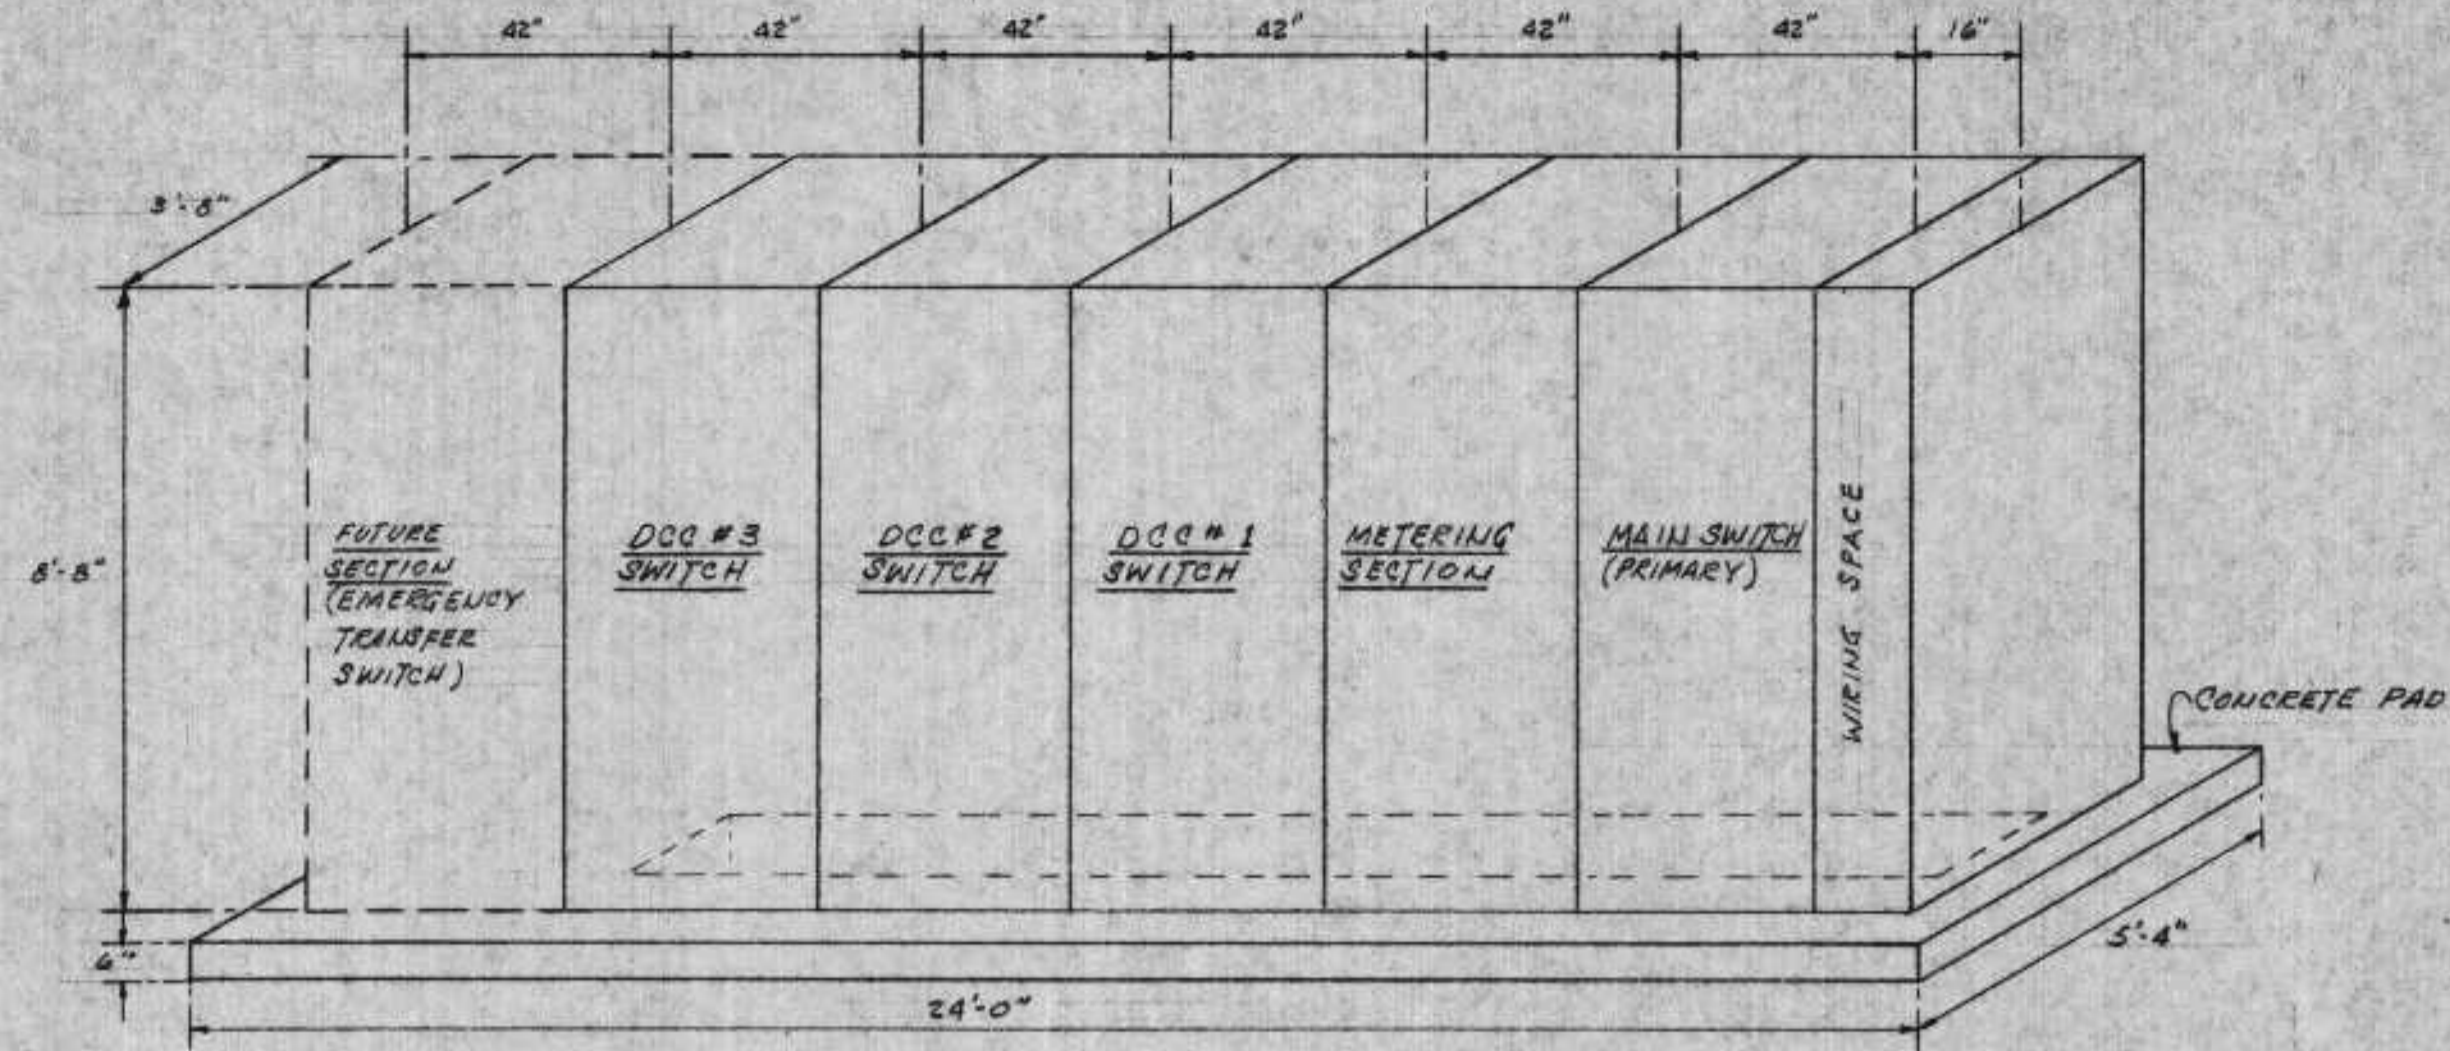 42" 42" 42" 42" 42" 42" 16"
3'-8"
8'-8"
FUTURE
SECTION
(EMERGENCY
TRANSFER
SWITCH)
DCC #3
SWITCH
DCC #2
SWITCH
DCC #1
SWITCH
METERING
SECTION
MAIN SWITCH
(PRIMARY)
WIRING SPACE
CONCRETE PAD
6"
24'-0"
5'-4"